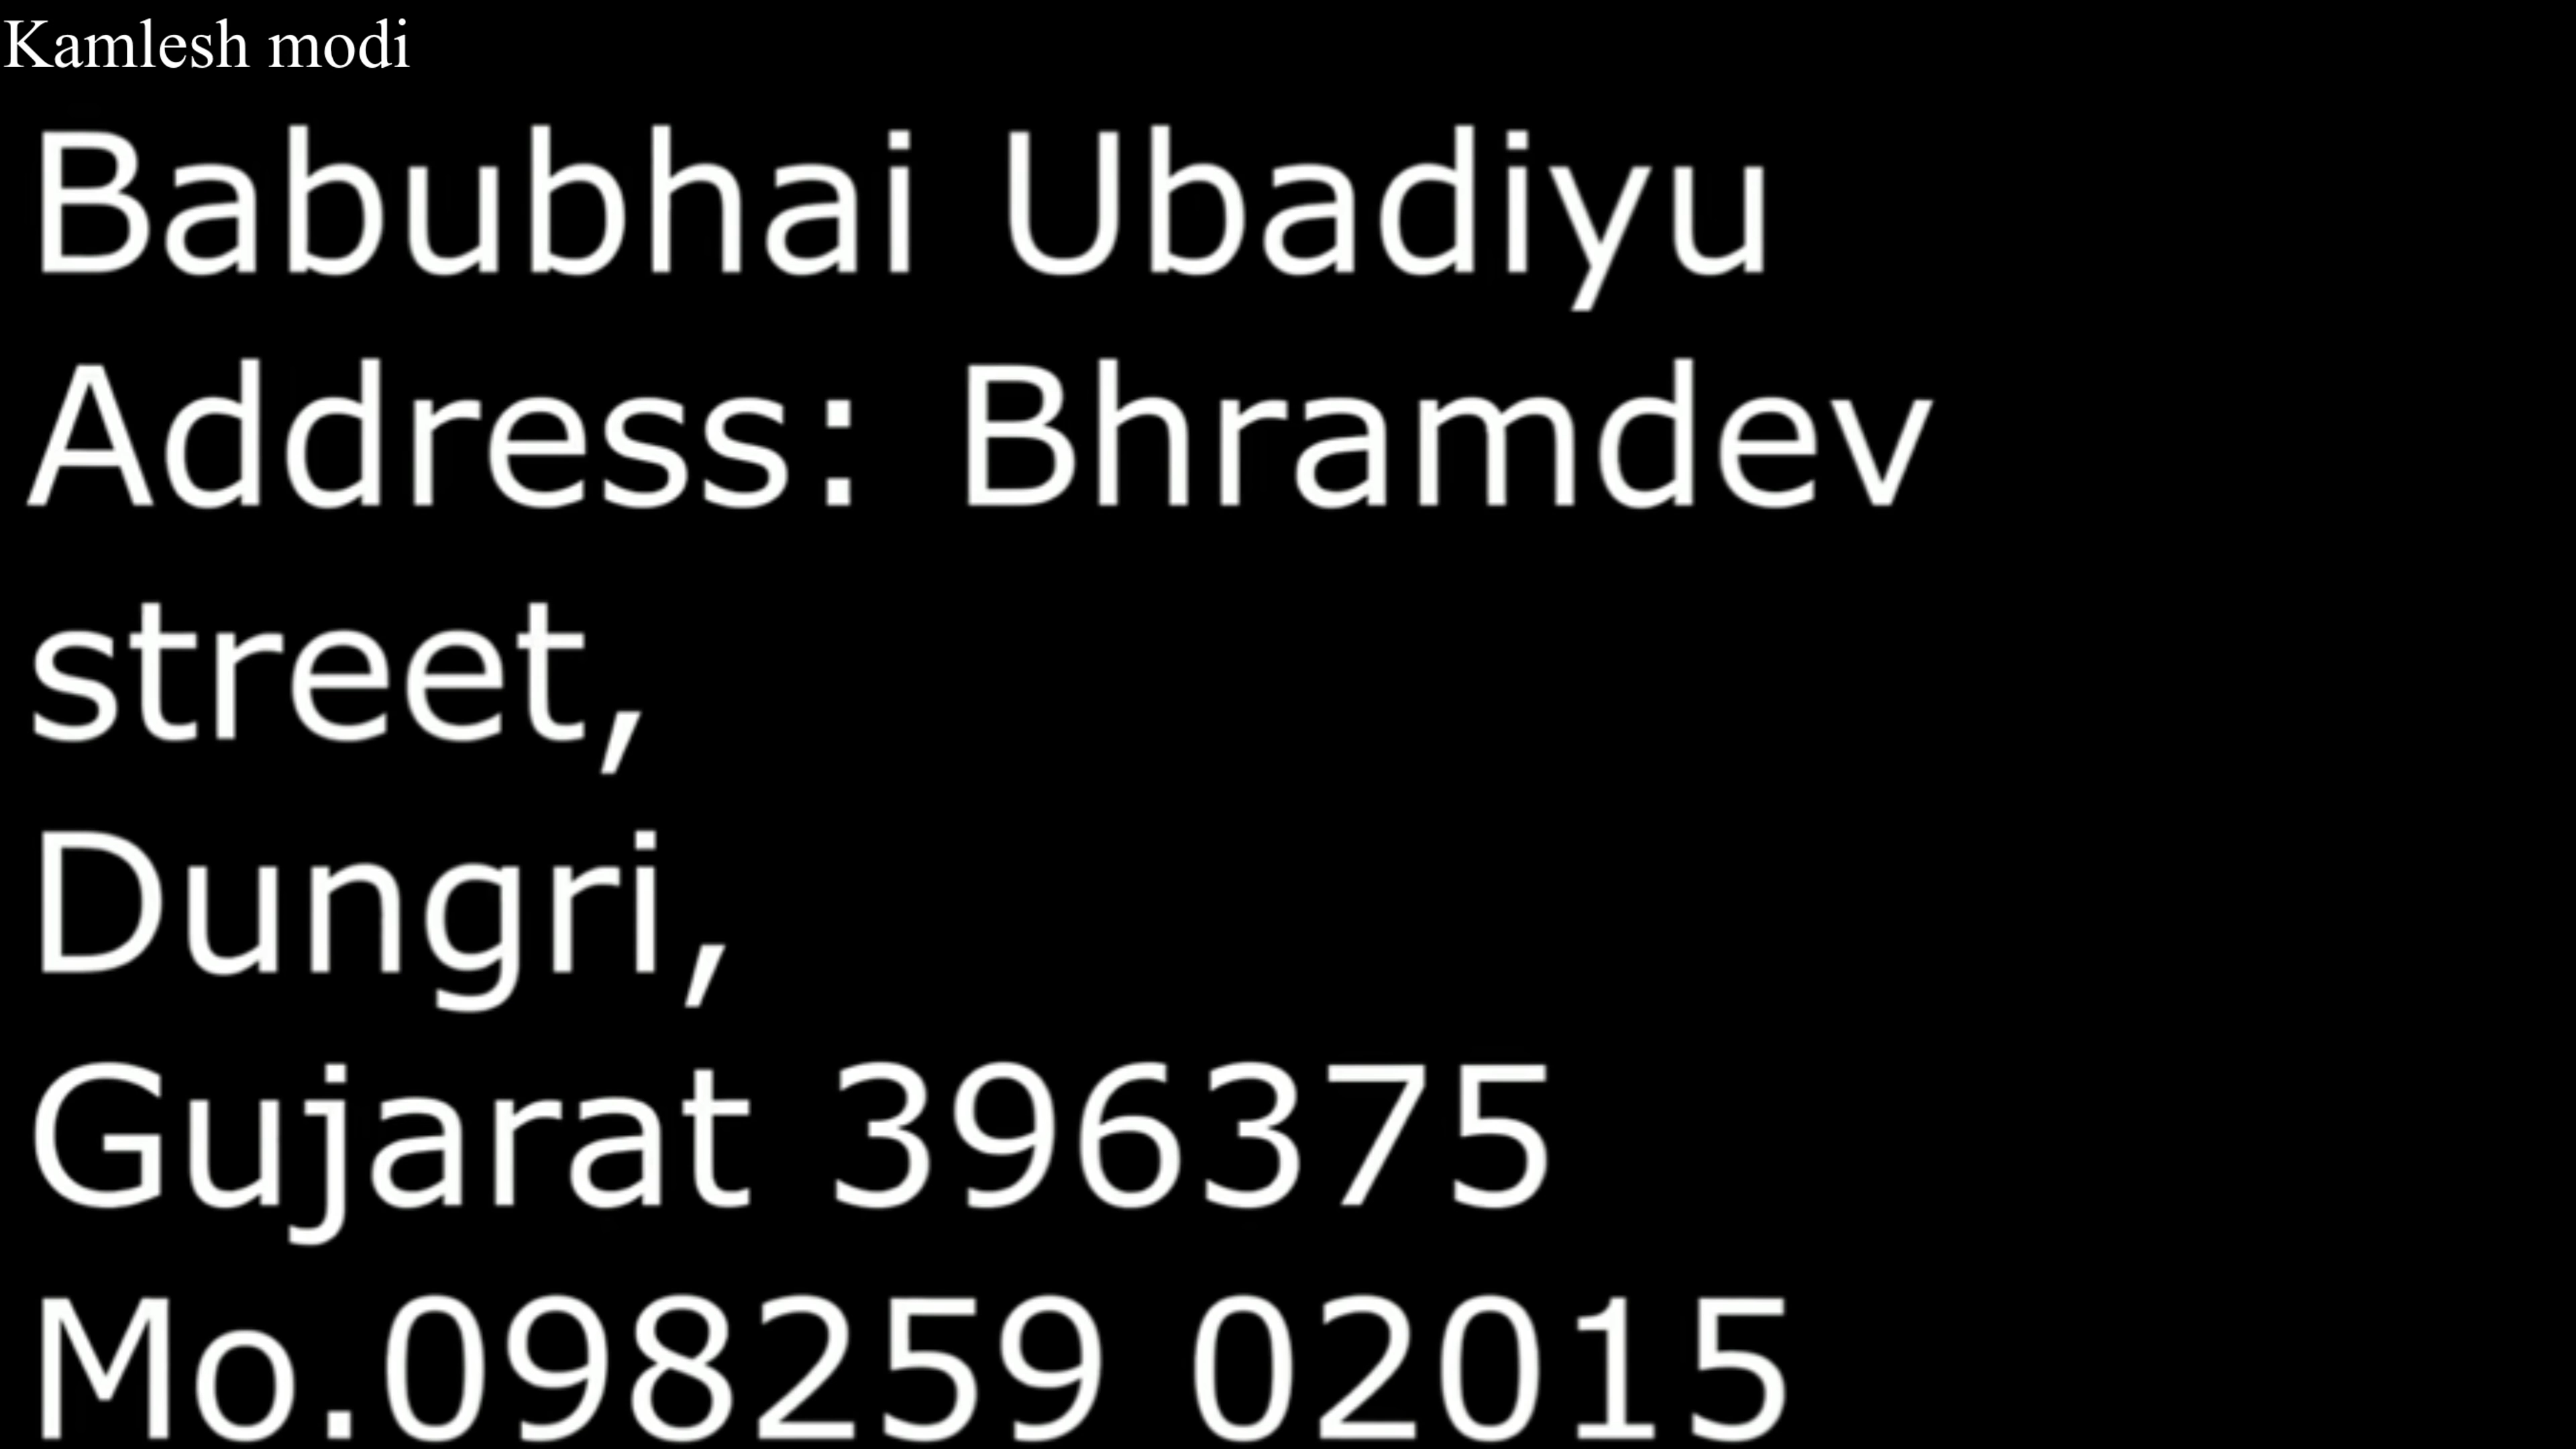 Kamlesh modi
Babubhai Ubadiyu
Address: Bhramdev
street,
Dungri,
Gujarat 396375
Mo.098259 02015